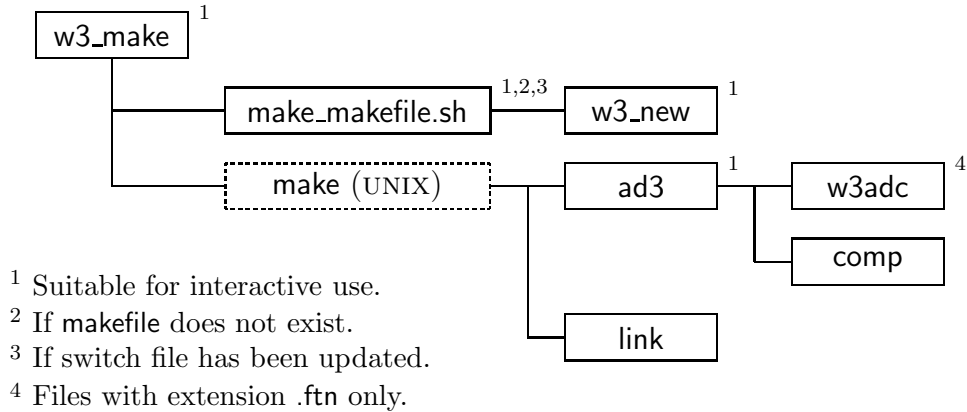 w3_make 1
make_makefile.sh 1,2,3 w3_new 1
make (UNIX) ad3 1 w3adc 4
comp
link
1 Suitable for interactive use.
2 If makefile does not exist.
3 If switch file has been updated.
4 Files with extension .ftn only.